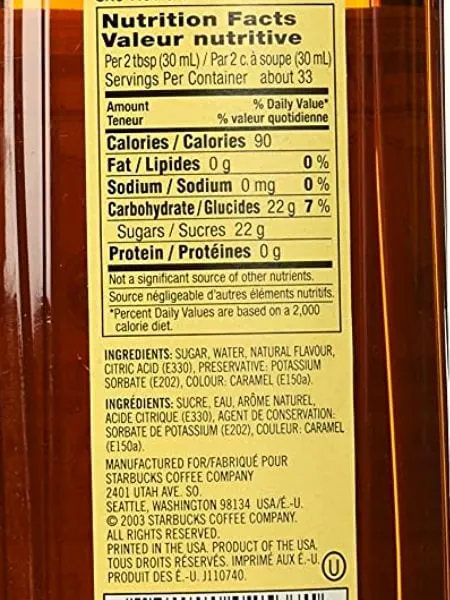 Nutrition Facts
Valeur nutritive
Per 2 tbsp (30 mL) / Par 2 c. à soupe (30 mL)
Servings Per Container about 33
Amount % Daily Value*
Teneur % valeur quotidienne
Calories / Calories 90
Fat / Lipides 0 g 0 %
Sodium / Sodium 0 mg 0 %
Carbohydrate / Glucides 22 g 7 %
Sugars / Sucres 22 g
Protein / Protéines 0 g
Not a significant source of other nutrients.
Source négligeable d'autres éléments nutritifs.
*Percent Daily Values are based on a 2,000
calorie diet.
INGREDIENTS: SUGAR, WATER, NATURAL FLAVOUR,
CITRIC ACID (E330), PRESERVATIVE: POTASSIUM
SORBATE (E202), COLOUR: CARAMEL (E150a).
INGRÉDIENTS: SUCRE, EAU, ARÔME NATUREL,
ACIDE CITRIQUE (E330), AGENT DE CONSERVATION:
SORBATE DE POTASSIUM (E202), COULEUR: CARAMEL
(E150a).
MANUFACTURED FOR/FABRIQUÉ POUR
STARBUCKS COFFEE COMPANY
2401 UTAH AVE. SO.
SEATTLE, WASHINGTON 98134 USA/É.-U.
© 2003 STARBUCKS COFFEE COMPANY.
ALL RIGHTS RESERVED.
PRINTED IN THE USA. PRODUCT OF THE USA.
TOUS DROITS RÉSERVÉS. IMPRIMÉ AUX É.-U.
PRODUIT DES É.-U. J110740. U